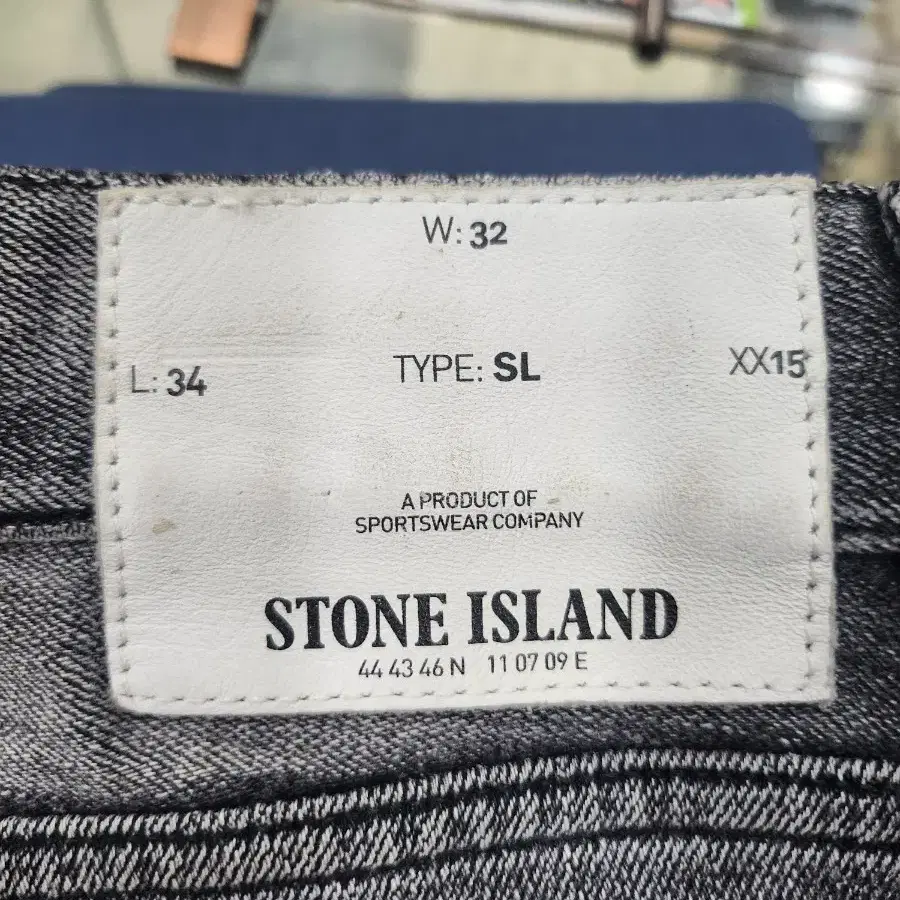 W: 32
L: 34 TYPE: SL XX15
A PRODUCT OF
SPORTSWEAR COMPANY
STONE ISLAND
44 43 46 N 11 07 09 E